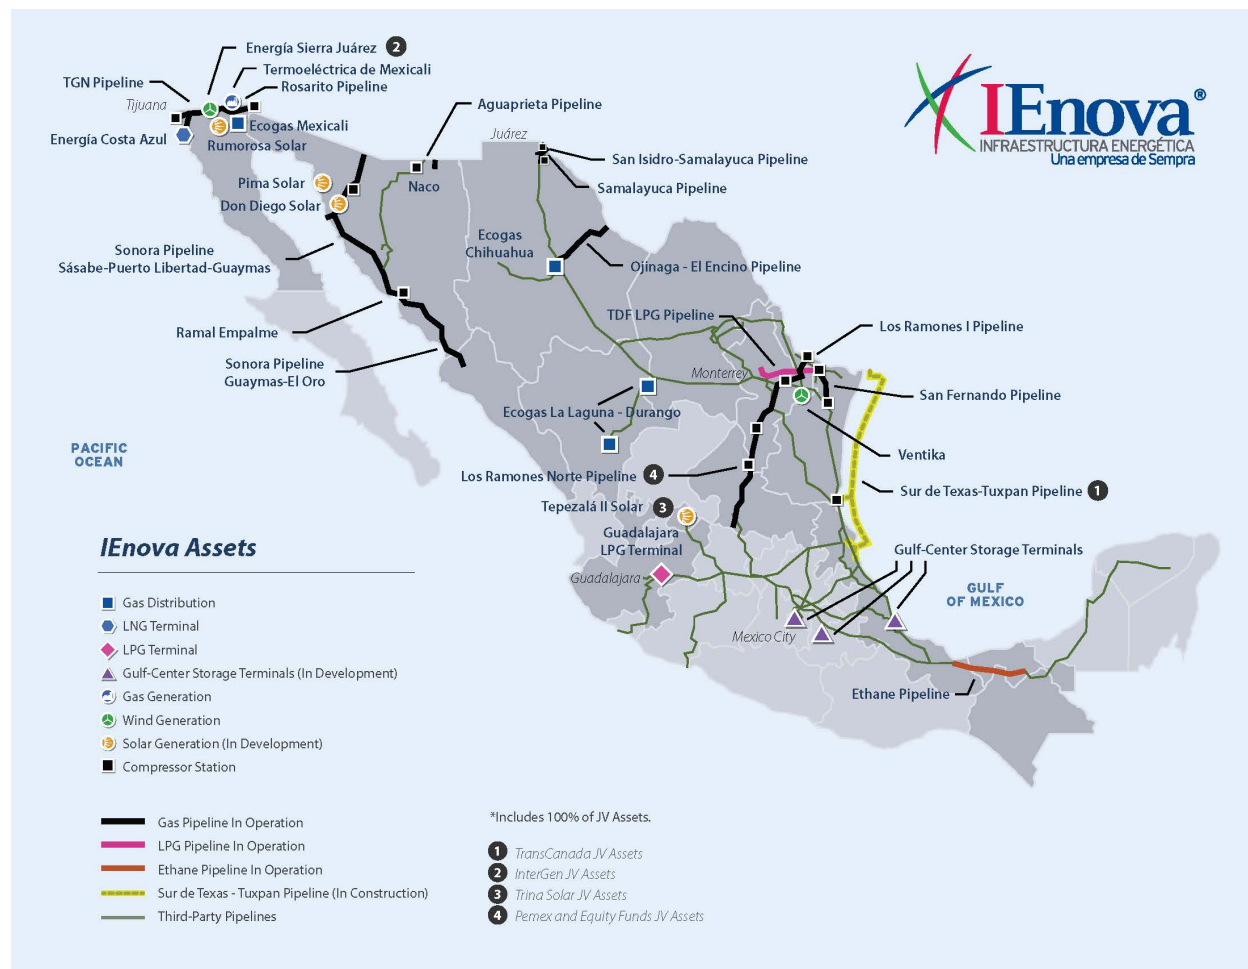 Energía Sierra Juárez 2
Termoeléctrica de Mexicali
TGN Pipeline
Rosarito Pipeline
Tijuana
Energía Costa Azul
Ecogas Mexicali
Rumorosa Solar
Aguaprieta Pipeline
Juárez
San Isidro-Samalayuca Pipeline
Naco
Samalayuca Pipeline
Pima Solar
Don Diego Solar
IEnova®
INFRAESTRUCTURA ENERGÉTICA
Una empresa de Sempra
Sonora Pipeline
Sásabe-Puerto Libertad-Guaymas
Ecogas
Chihuahua
Ojinaga - El Encino Pipeline
Ramal Empalme
TDF LPG Pipeline
Los Ramones I Pipeline
Sonora Pipeline
Guaymas-El Oro
Monterrey
San Fernando Pipeline
Ecogas La Laguna - Durango
PACIFIC
OCEAN
Ventika
Los Ramones Norte Pipeline 4
Sur de Texas-Tuxpan Pipeline 1
Tepezalá II Solar 3
Guadalajara
LPG Terminal
Gulf-Center Storage Terminals
Guadalajara
GULF
OF MEXICO
Mexico City
Ethane Pipeline
IEnova Assets
Gas Distribution
LNG Terminal
LPG Terminal
Gulf-Center Storage Terminals (In Development)
Gas Generation
Wind Generation
Solar Generation (In Development)
Compressor Station
Gas Pipeline In Operation
LPG Pipeline In Operation
Ethane Pipeline In Operation
Sur de Texas - Tuxpan Pipeline (In Construction)
Third-Party Pipelines
*Includes 100% of JV Assets.
1 TransCanada JV Assets
2 InterGen JV Assets
3 Trina Solar JV Assets
4 Pemex and Equity Funds JV Assets